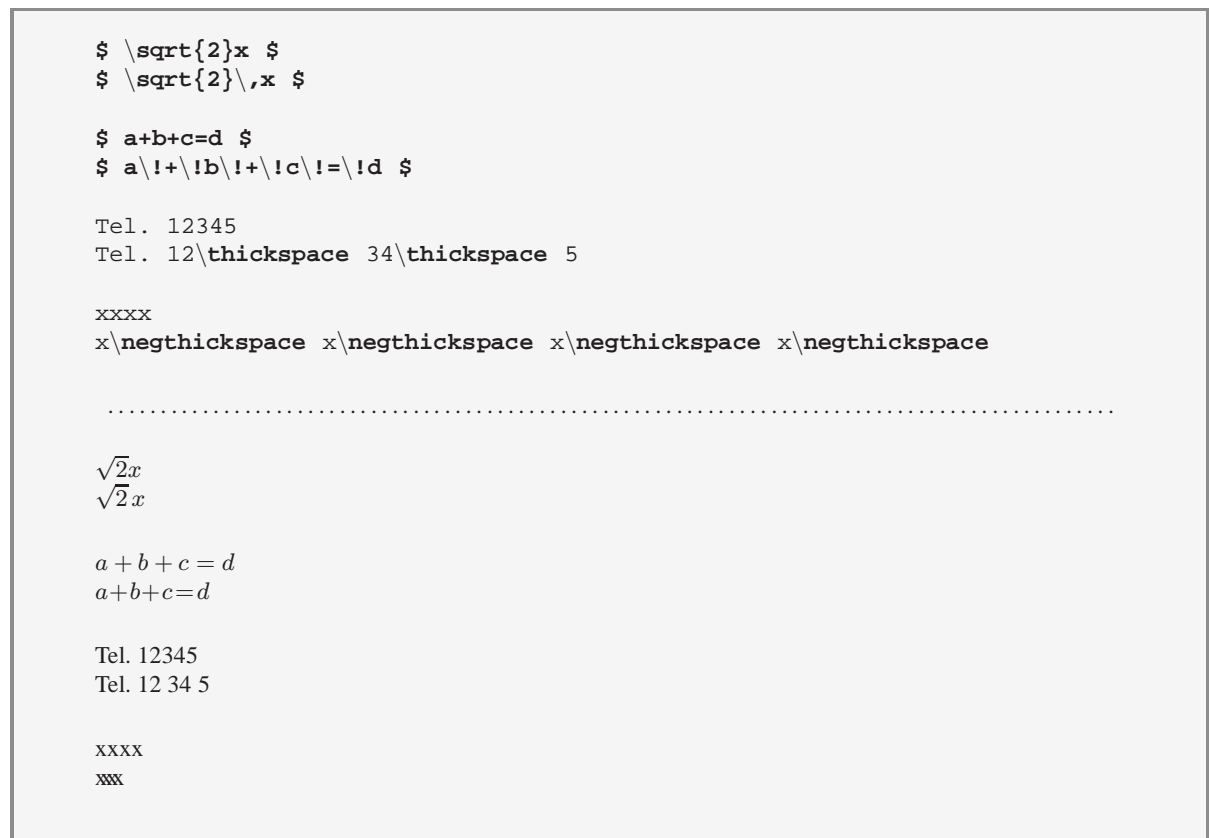 $ \sqrt{2}x $
$ \sqrt{2}\,x $
$ a+b+c=d $
$ a\!+\!b\!+\!c\!=\!d $
Tel. 12345
Tel. 12\thickspace 34\thickspace 5
xxxx
x\negthickspace x\negthickspace x\negthickspace x\negthickspace
√2x
√2 x
a + b + c = d
a+b+c=d
Tel. 12345
Tel. 12 34 5
xxxx
xxxx